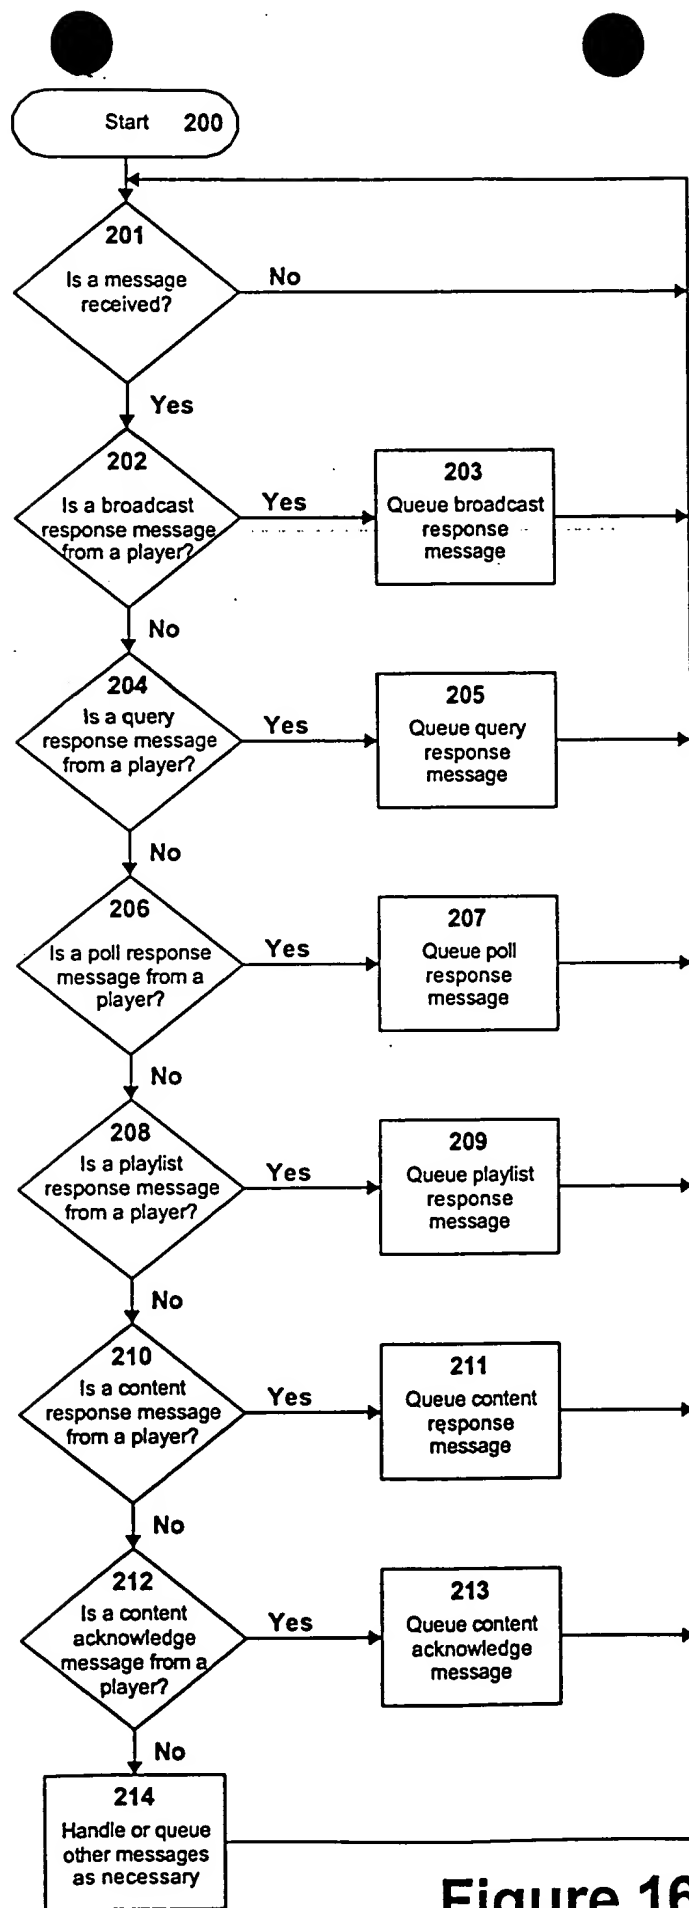 Start 200
201
Is a message
received?
No
Yes
202
Is a broadcast
response message
from a player?
Yes
203
Queue broadcast
response
message
No
204
Is a query
response message
from a player?
Yes
205
Queue query
response
message
No
206
Is a poll response
message from a
player?
Yes
207
Queue poll
response
message
No
208
Is a playlist
response message
from a player?
Yes
209
Queue playlist
response
message
No
210
Is a content
response message
from a player?
Yes
211
Queue content
response
message
No
212
Is a content
acknowledge
message from a
player?
Yes
213
Queue content
acknowledge
message
No
214
Handle or queue
other messages
as necessary
Figure 16